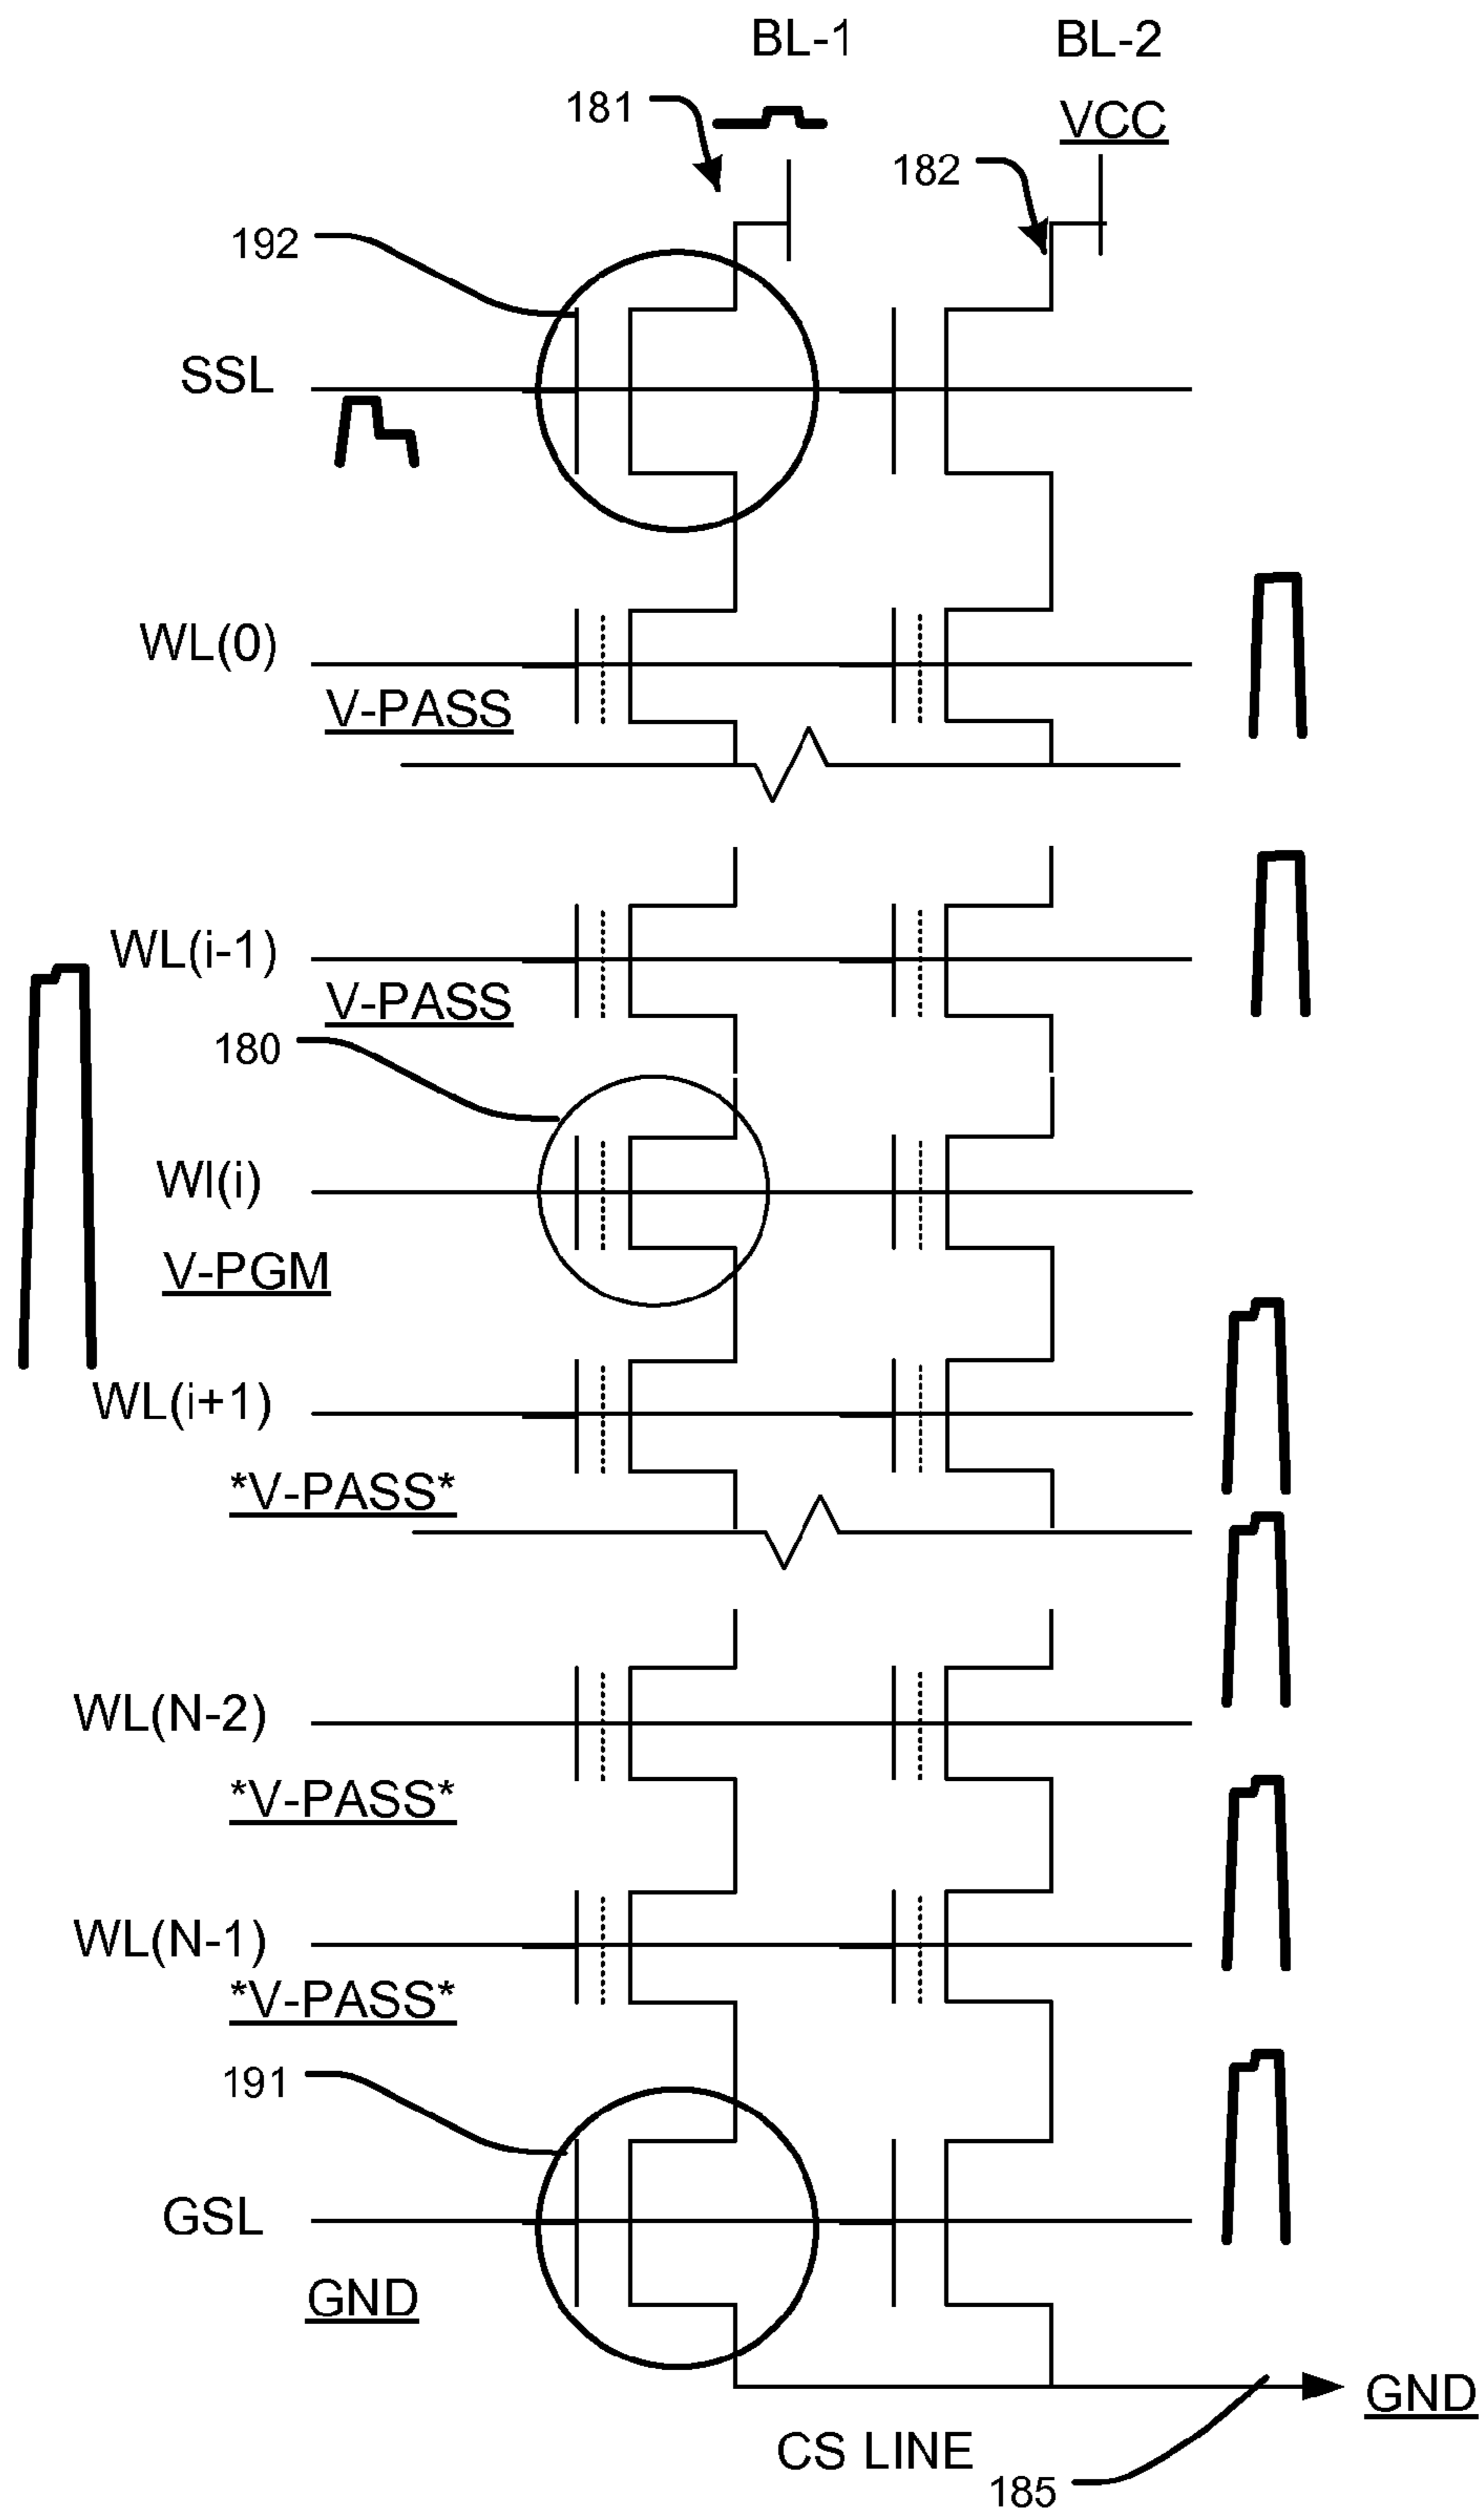 BL-1
BL-2
181
VCC
182
192
SSL
WL(0)
V-PASS
WL(i-1)
V-PASS
180
Wl(i)
V-PGM
WL(i+1)
*V-PASS*
WL(N-2)
*V-PASS*
WL(N-1)
*V-PASS*
191
GSL
GND
GND
CS LINE
185